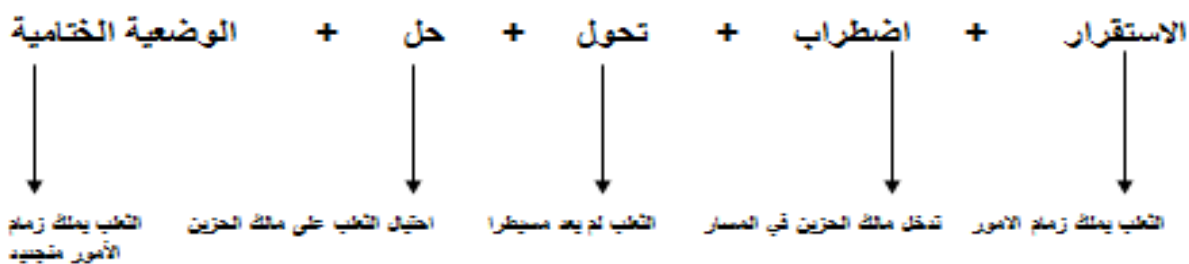 الاستقرار + اضطراب + تحول + حل + الوضعية الختامية
الثعلب يملك زمام الامور تدخل مالك الحزين في المسار الثعلب لم يعد مسيطرا احتيال الثعلب على مالك الحزين الثعلب يملك زمام
الأمور منجديد